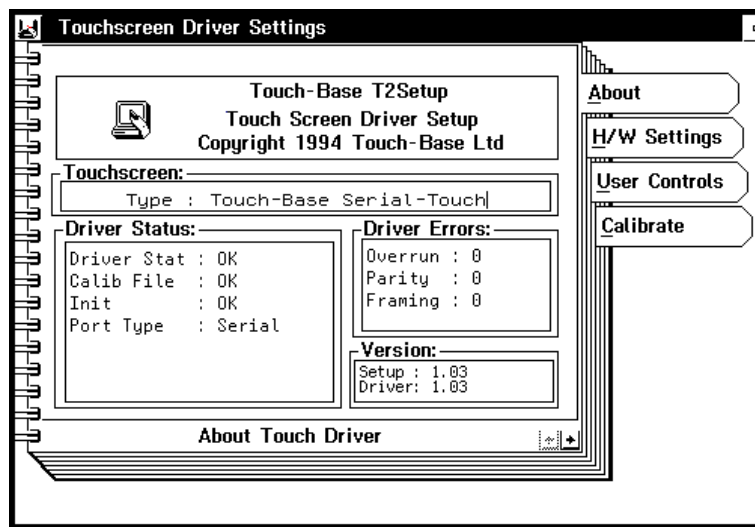 Touchscreen Driver Settings
Touch-Base T2Setup
Touch Screen Driver Setup
Copyright 1994 Touch-Base Ltd
Touchscreen:
Type : Touch-Base Serial-Touch
Driver Status:
Driver Stat : OK
Calib File : OK
Init : OK
Port Type : Serial
Driver Errors:
Overrun : 0
Parity : 0
Framing : 0
Version:
Setup : 1.03
Driver: 1.03
About Touch Driver
About
H/W Settings
User Controls
Calibrate